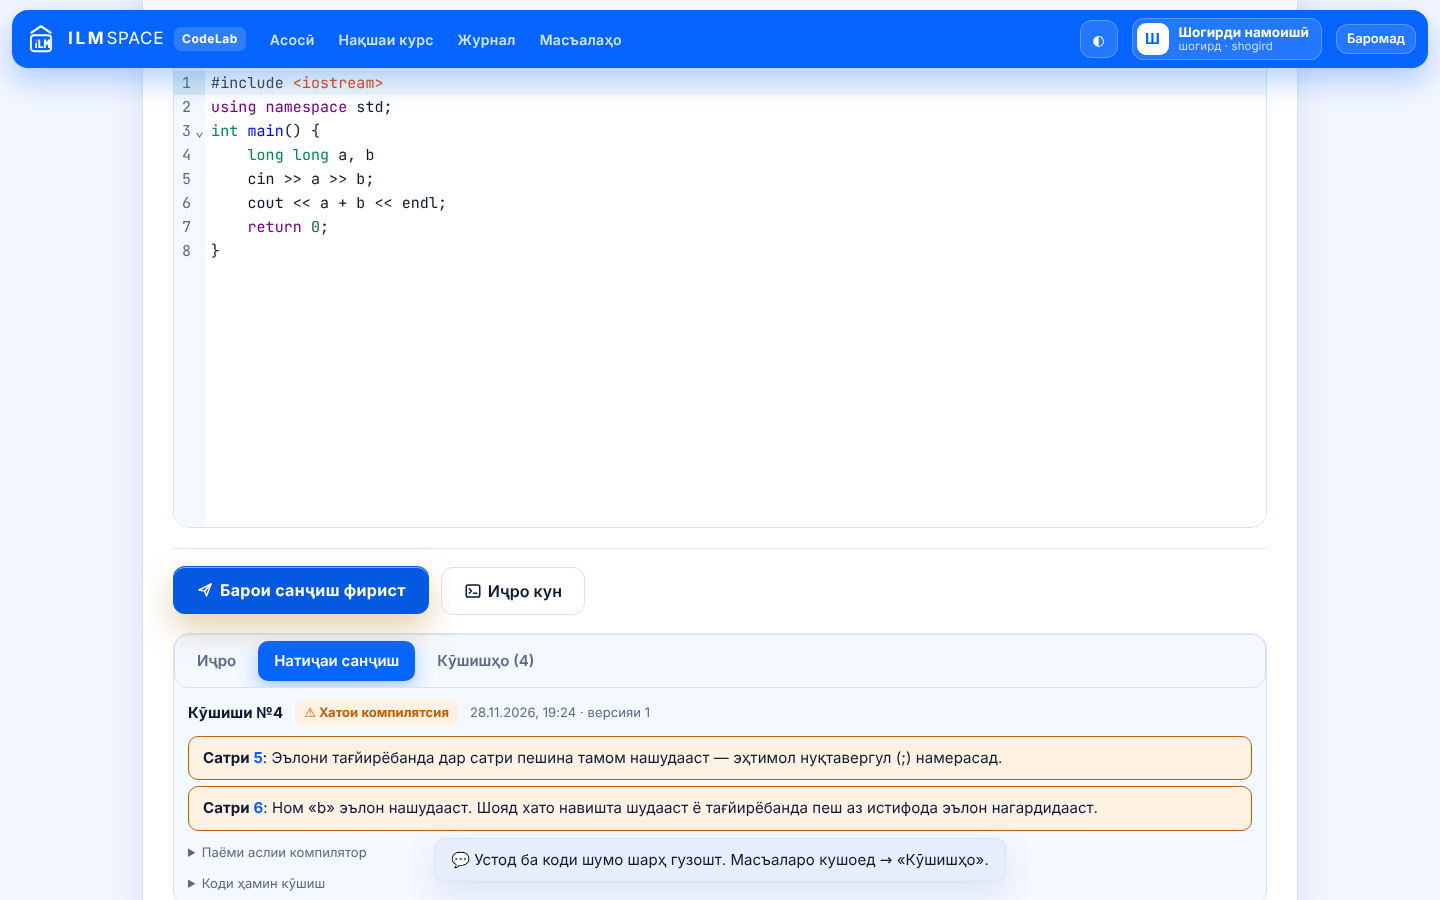 ILMSPACE CodeLab Асосӣ Нақшаи курс Журнал Масъалаҳо Ш Шогирди намоишӣ Баромад
шогирд · shogird
1 #include <iostream>
2 using namespace std;
3 int main() {
4 long long a, b
5 cin >> a >> b;
6 cout << a + b << endl;
7 return 0;
8 }
Барои санҷиш фирист Иҷро кун
Иҷро Натиҷаи санҷиш Кӯшишҳо (4)
Кӯшиши №4 ⚠ Хатои компилятсия 28.11.2026, 19:24 · версияи 1
Сатри 5: Эълони тағйирёбанда дар сатри пешина тамом нашудааст — эҳтимол нуқтавергул (;) намерасад.
Сатри 6: Ном «b» эълон нашудааст. Шояд хато навишта шудааст ё тағйирёбанда пеш аз истифода эълон нагардидааст.
▶ Паёми аслии компилятор
💬 Устод ба коди шумо шарҳ гузошт. Масъаларо кушоед → «Кӯшишҳо».
▶ Коди ҳамин кӯшиш